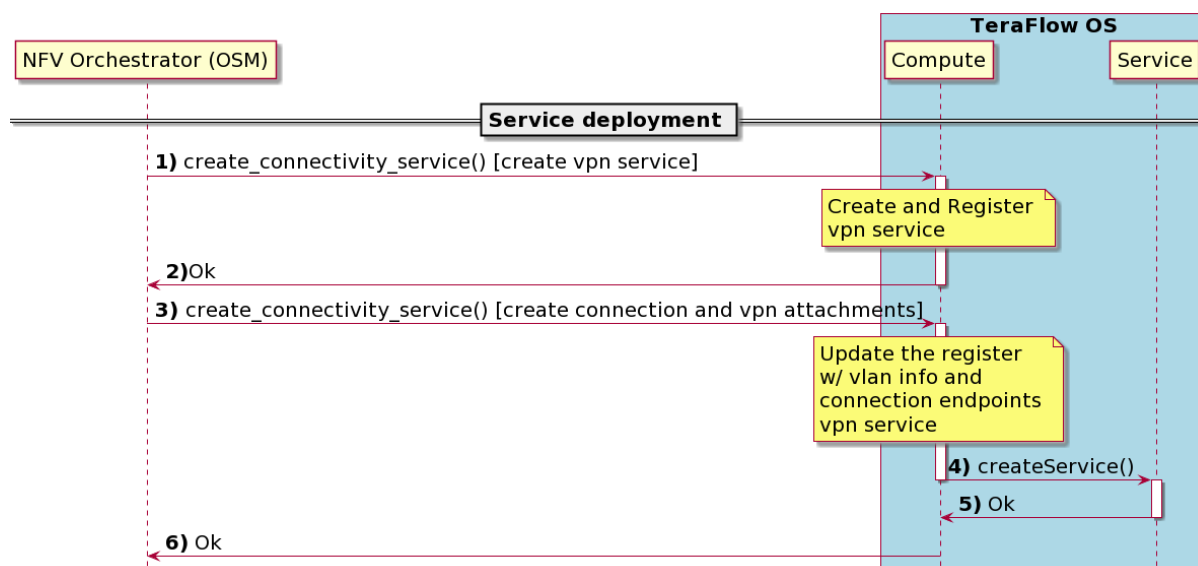 TeraFlow OS
NFV Orchestrator (OSM)
Compute
Service
Service deployment
1) create_connectivity_service() [create vpn service]
Create and Register
vpn service
2)Ok
3) create_connectivity_service() [create connection and vpn attachments]
Update the register
w/ vlan info and
connection endpoints
vpn service
4) createService()
5) Ok
6) Ok